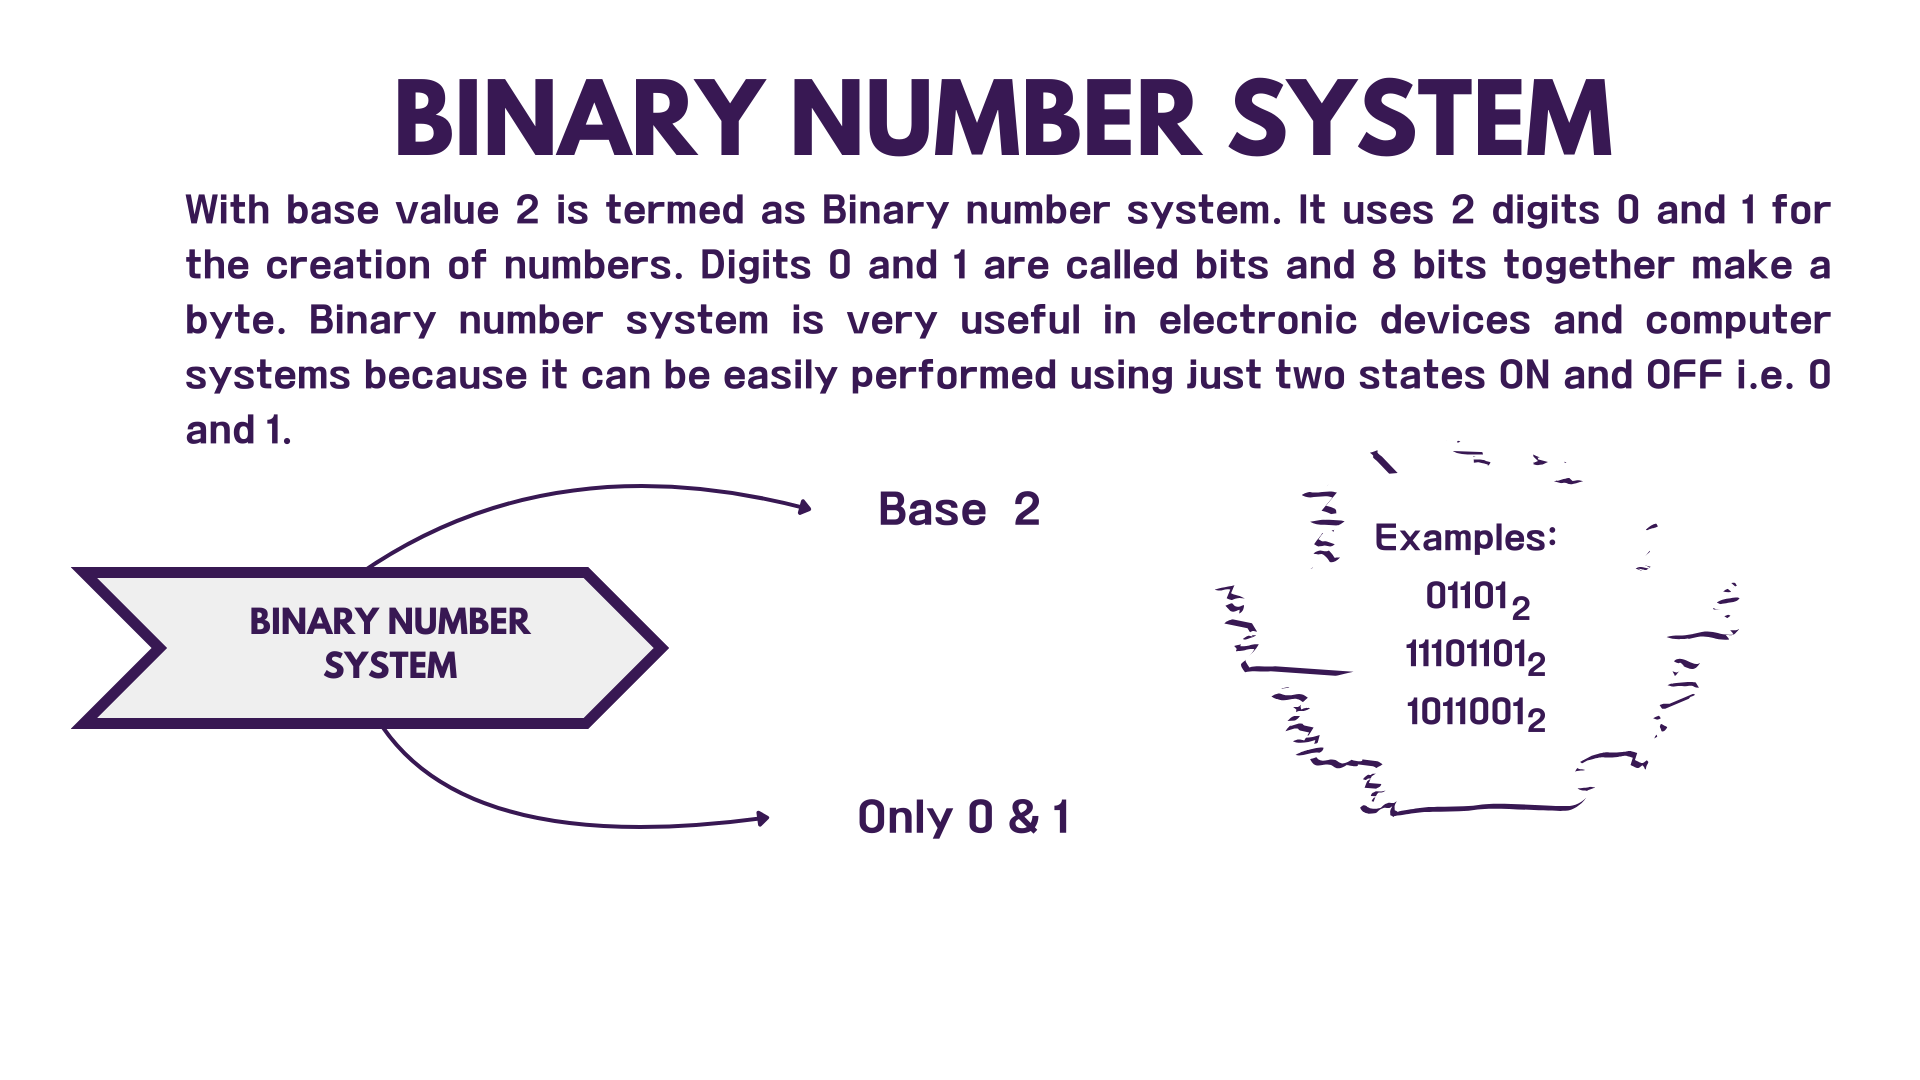 BINARY NUMBER SYSTEM
With base value 2 is termed as Binary number system. It uses 2 digits 0 and 1 for
the creation of numbers. Digits 0 and 1 are called bits and 8 bits together make a
byte. Binary number system is very useful in electronic devices and computer
systems because it can be easily performed using just two states ON and OFF i.e. 0
and 1.
Base 2
BINARY NUMBER
SYSTEM
Only 0 & 1
Examples:
01101₂
11101101₂
1011001₂